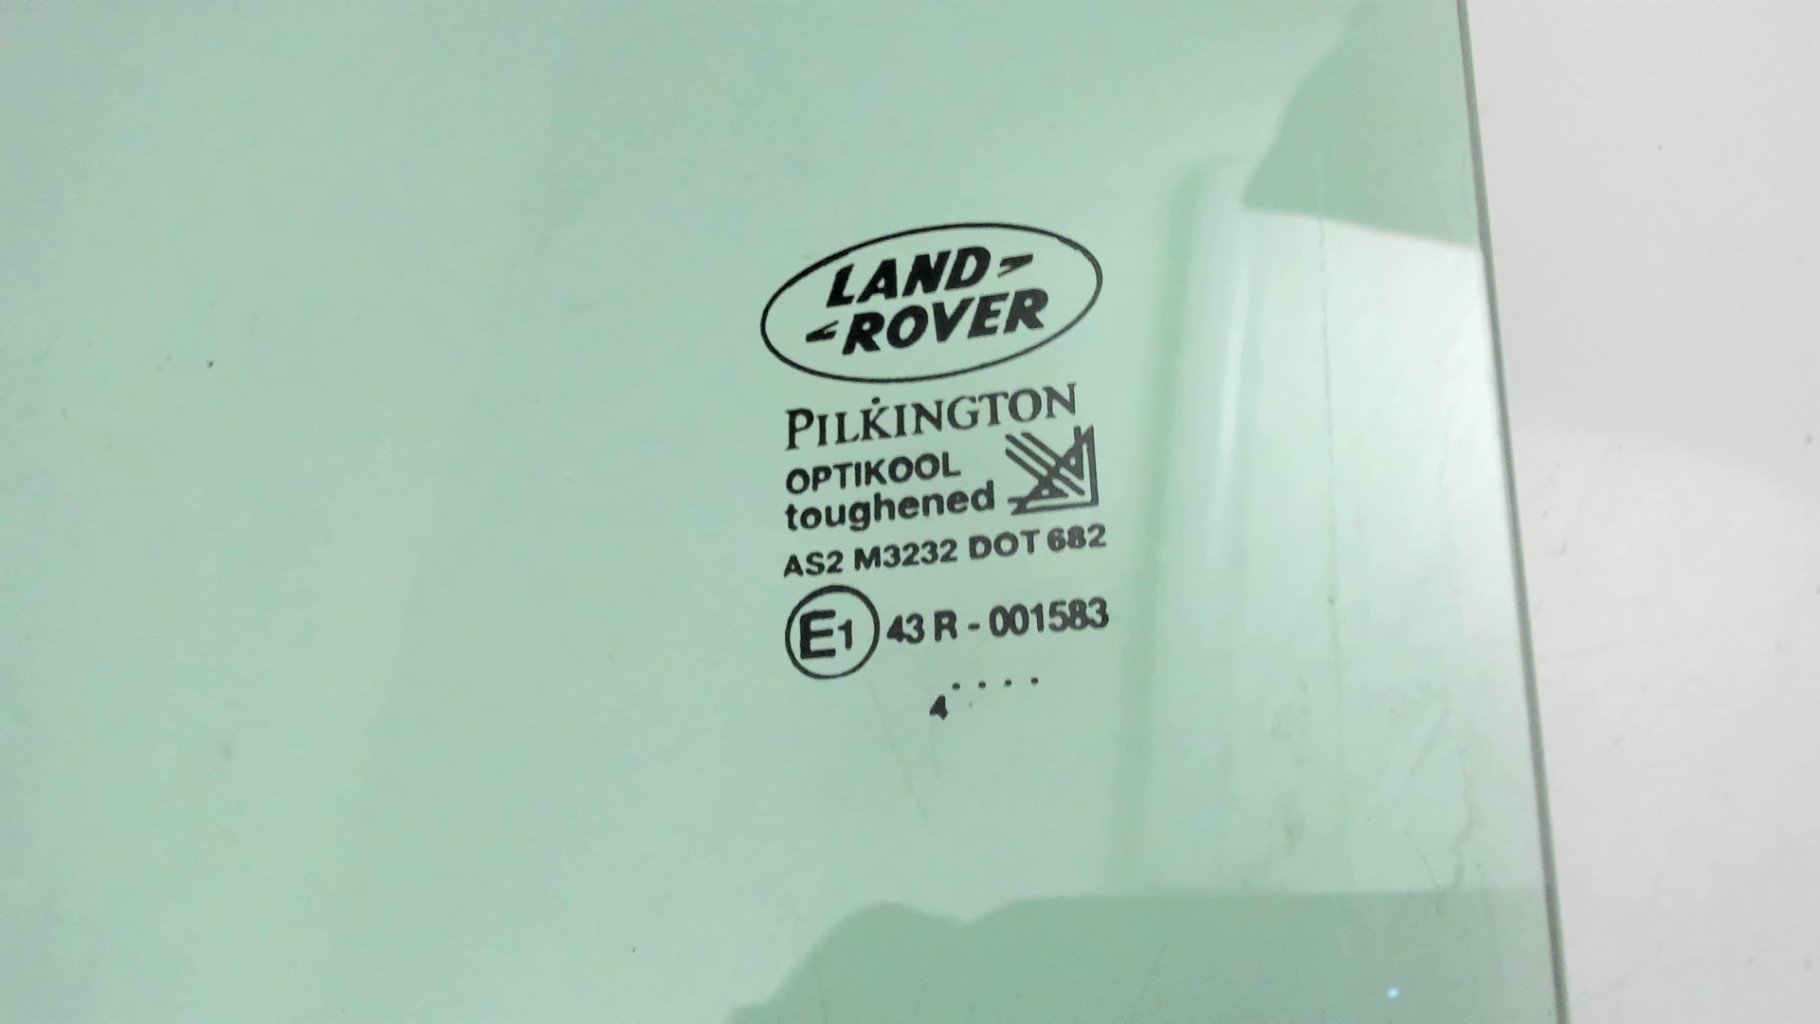 LAND
ROVER
PILKINGTON
OPTIKOOL
toughened
AS2 M3232 DOT 682
E1 43 R - 001583
. . . .
4